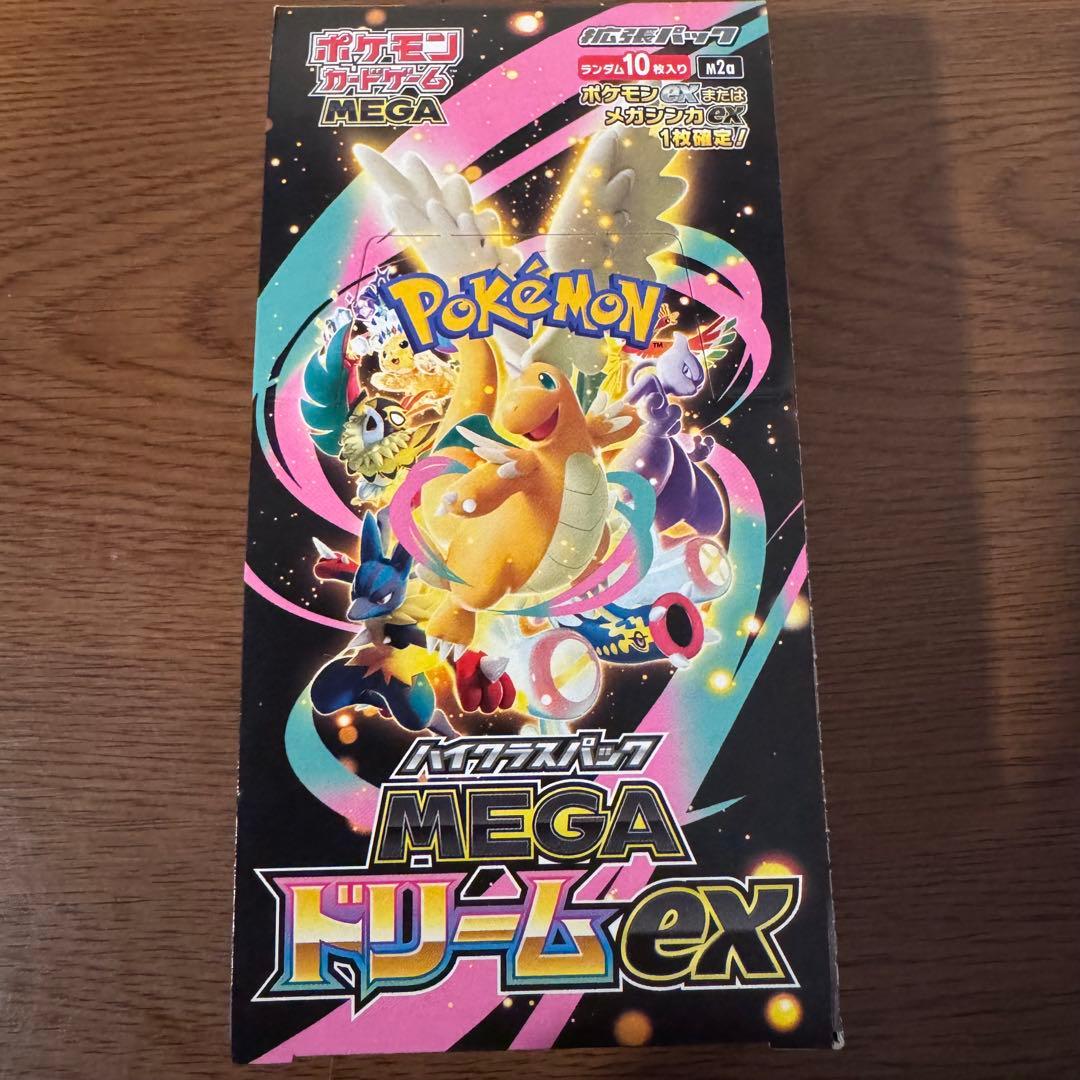 ポケモン
カードゲーム
MEGA
拡張パック
ランダム10枚入り M2a
ポケモンexまたは
メガシンカex
1枚確定!
POKéMON
TM
ハイクラスパック
MEGA
ドリームex